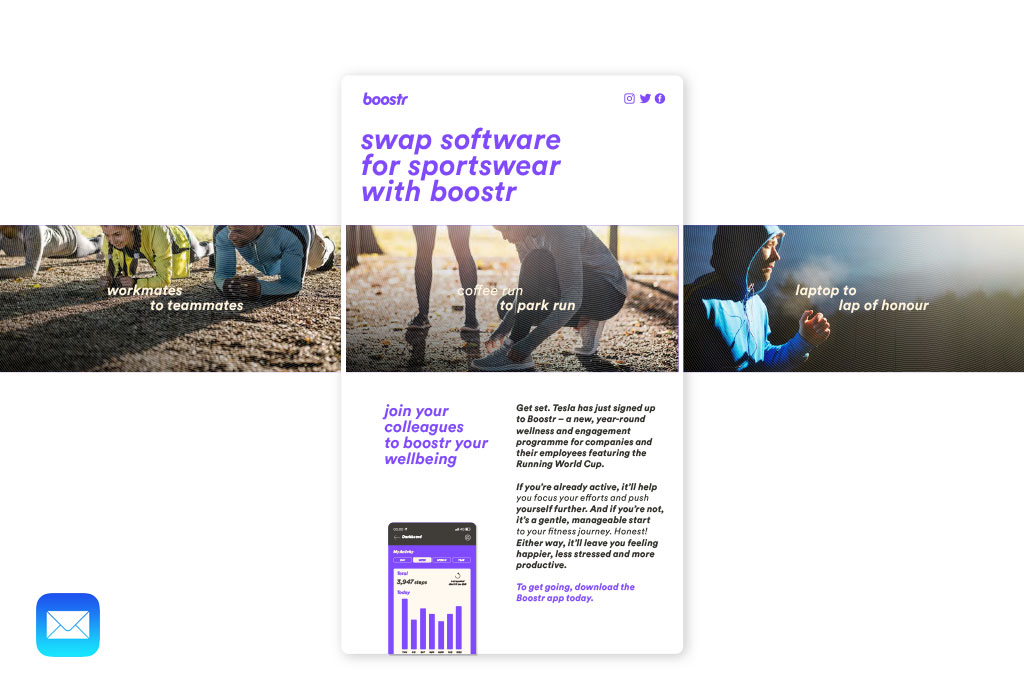 boostr
swap software
for sportswear
with boostr
workmates
to teammates
coffee run
to park run
laptop to
lap of honour
join your
colleagues
to boostr your
wellbeing
Get set. Tesla has just signed up
to Boostr – a new, year-round
wellness and engagement
programme for companies and
their employees featuring the
Running World Cup.
If you're already active, it'll help
you focus your efforts and push
yourself further. And if you're not,
it's a gentle, manageable start
to your fitness journey. Honest!
Either way, it'll leave you feeling
happier, less stressed and more
productive.
To get going, download the
Boostr app today.
Dashboard
My Activity
Total
3,947 steps
Today